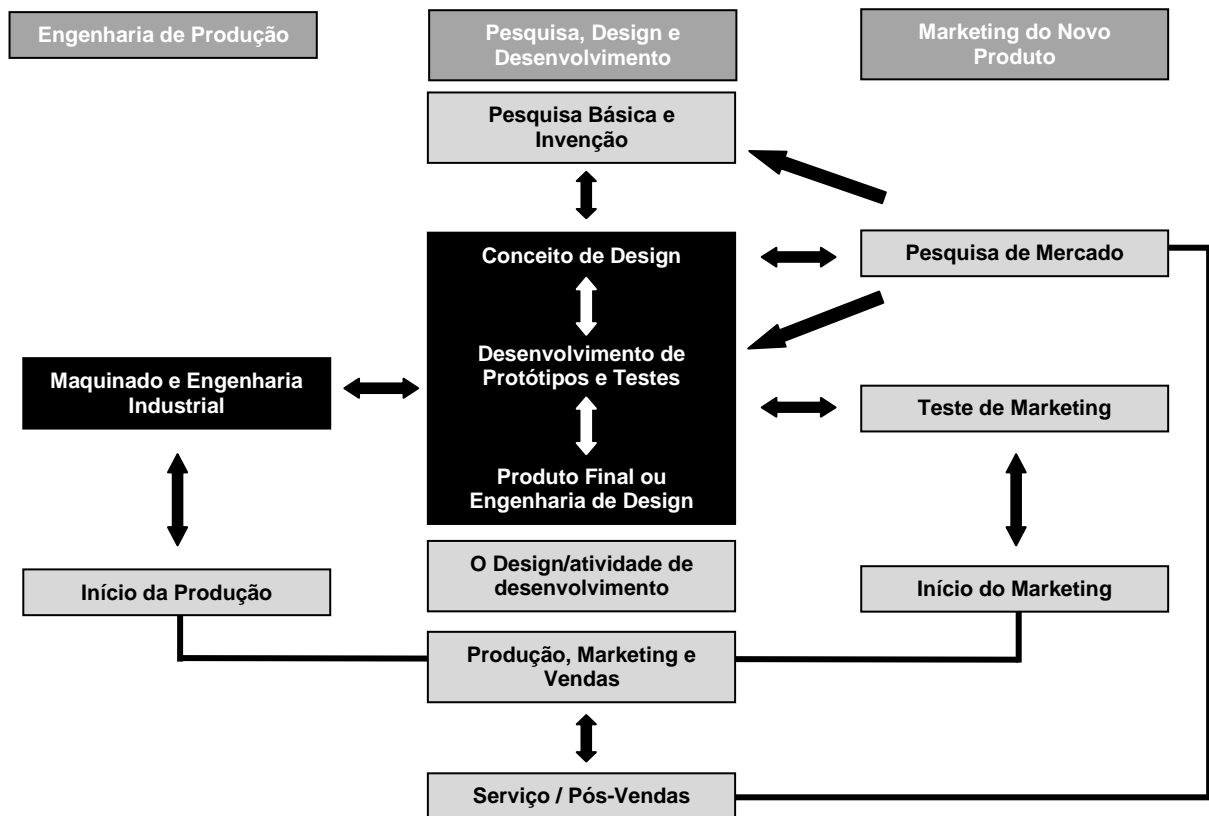 Engenharia de Produção
Pesquisa, Design e
Desenvolvimento
Marketing do Novo
Produto
Pesquisa Básica e
Invenção
Conceito de Design
Pesquisa de Mercado
Desenvolvimento de
Protótipos e Testes
Maquinado e Engenharia
Industrial
Teste de Marketing
Produto Final ou
Engenharia de Design
O Design/atividade de
desenvolvimento
Início da Produção
Início do Marketing
Produção, Marketing e
Vendas
Serviço / Pós-Vendas